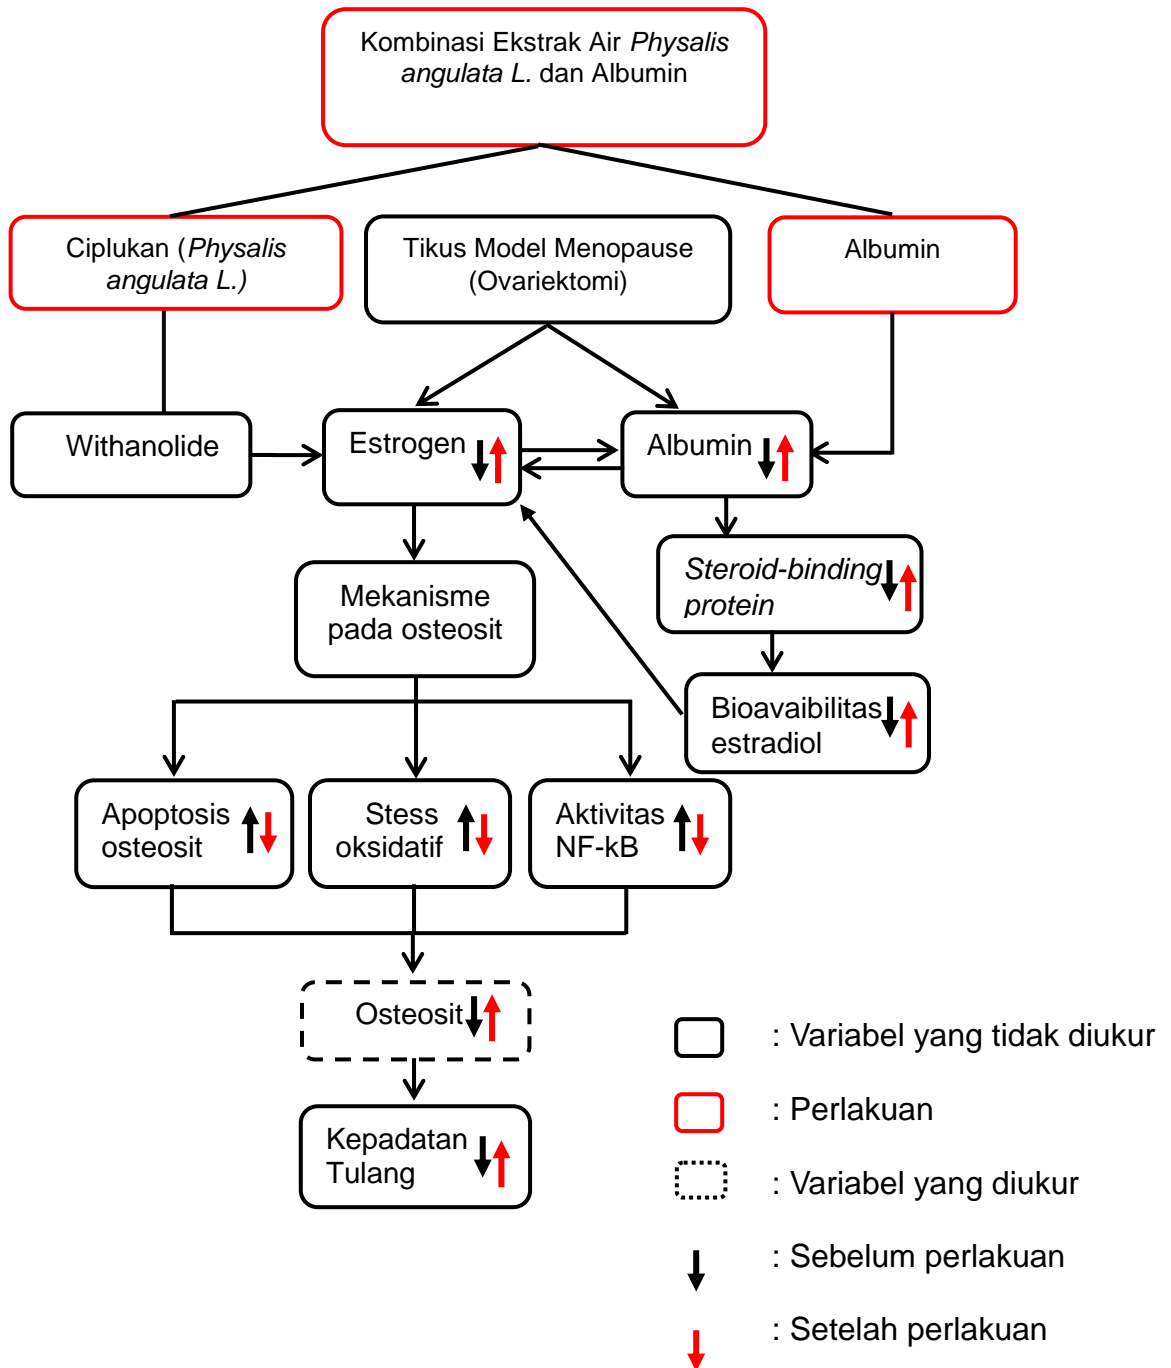 Kombinasi Ekstrak Air Physalis
angulata L. dan Albumin
Ciplukan (Physalis
angulata L.)
Tikus Model Menopause
(Ovariektomi)
Albumin
Withanolide
Estrogen
Albumin
Steroid-binding
protein
Mekanisme
pada osteosit
Bioavaibilitas
estradiol
Apoptosis
osteosit
Stess
oksidatif
Aktivitas
NF-kB
Osteosit
Kepadatan
Tulang
: Variabel yang tidak diukur
: Perlakuan
: Variabel yang diukur
: Sebelum perlakuan
: Setelah perlakuan